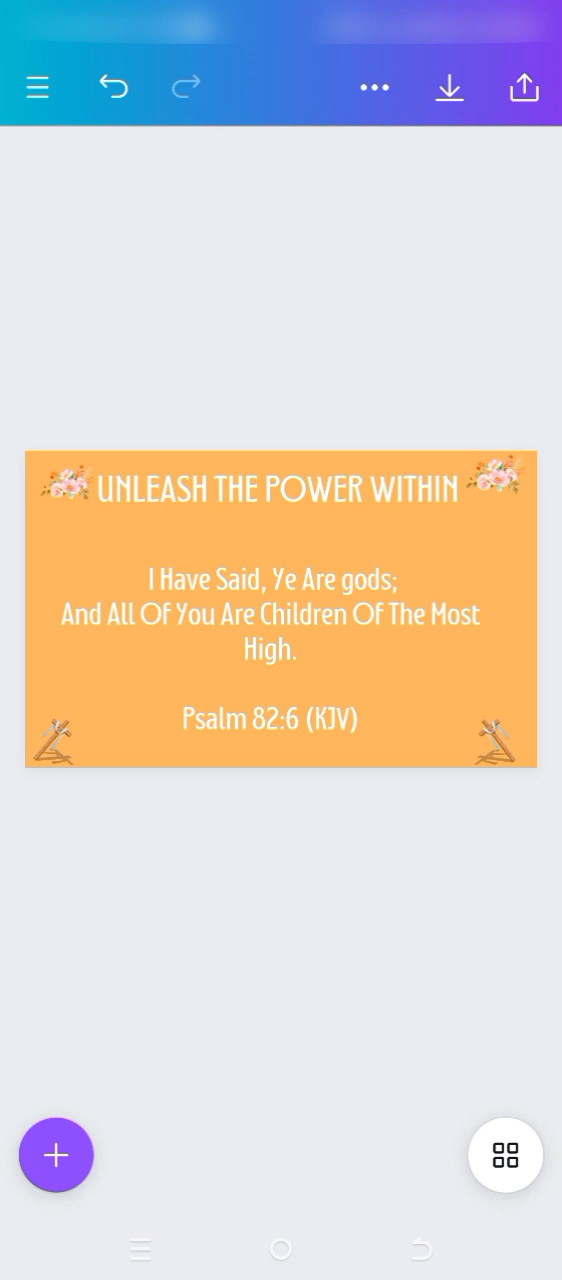 UNLEASH THE POWER WITHIN
I Have Said, Ye Are gods;
And All Of You Are Children Of The Most
High.
Psalm 82:6 (KJV)